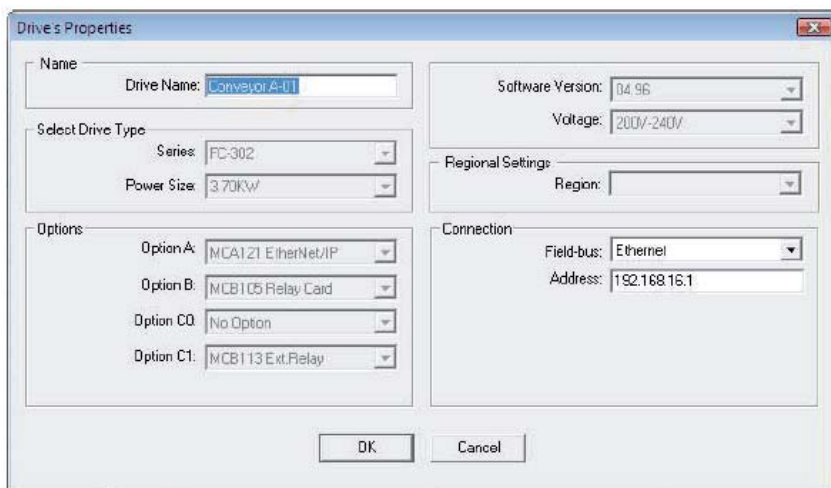 Drive's Properties
Name
Drive Name: Conveyor A-01
Select Drive Type
Series: FC-302
Power Size: 3.70KW
Options
Option A: MCA121 EtherNet/IP
Option B: MCB105 Relay Card
Option C0: No Option
Option C1: MCB113 Ext.Relay
Software Version: 04.96
Voltage: 200V-240V
Regional Settings
Region:
Connection
Field-bus: Ethernet
Address: 192.168.16.1
OK
Cancel